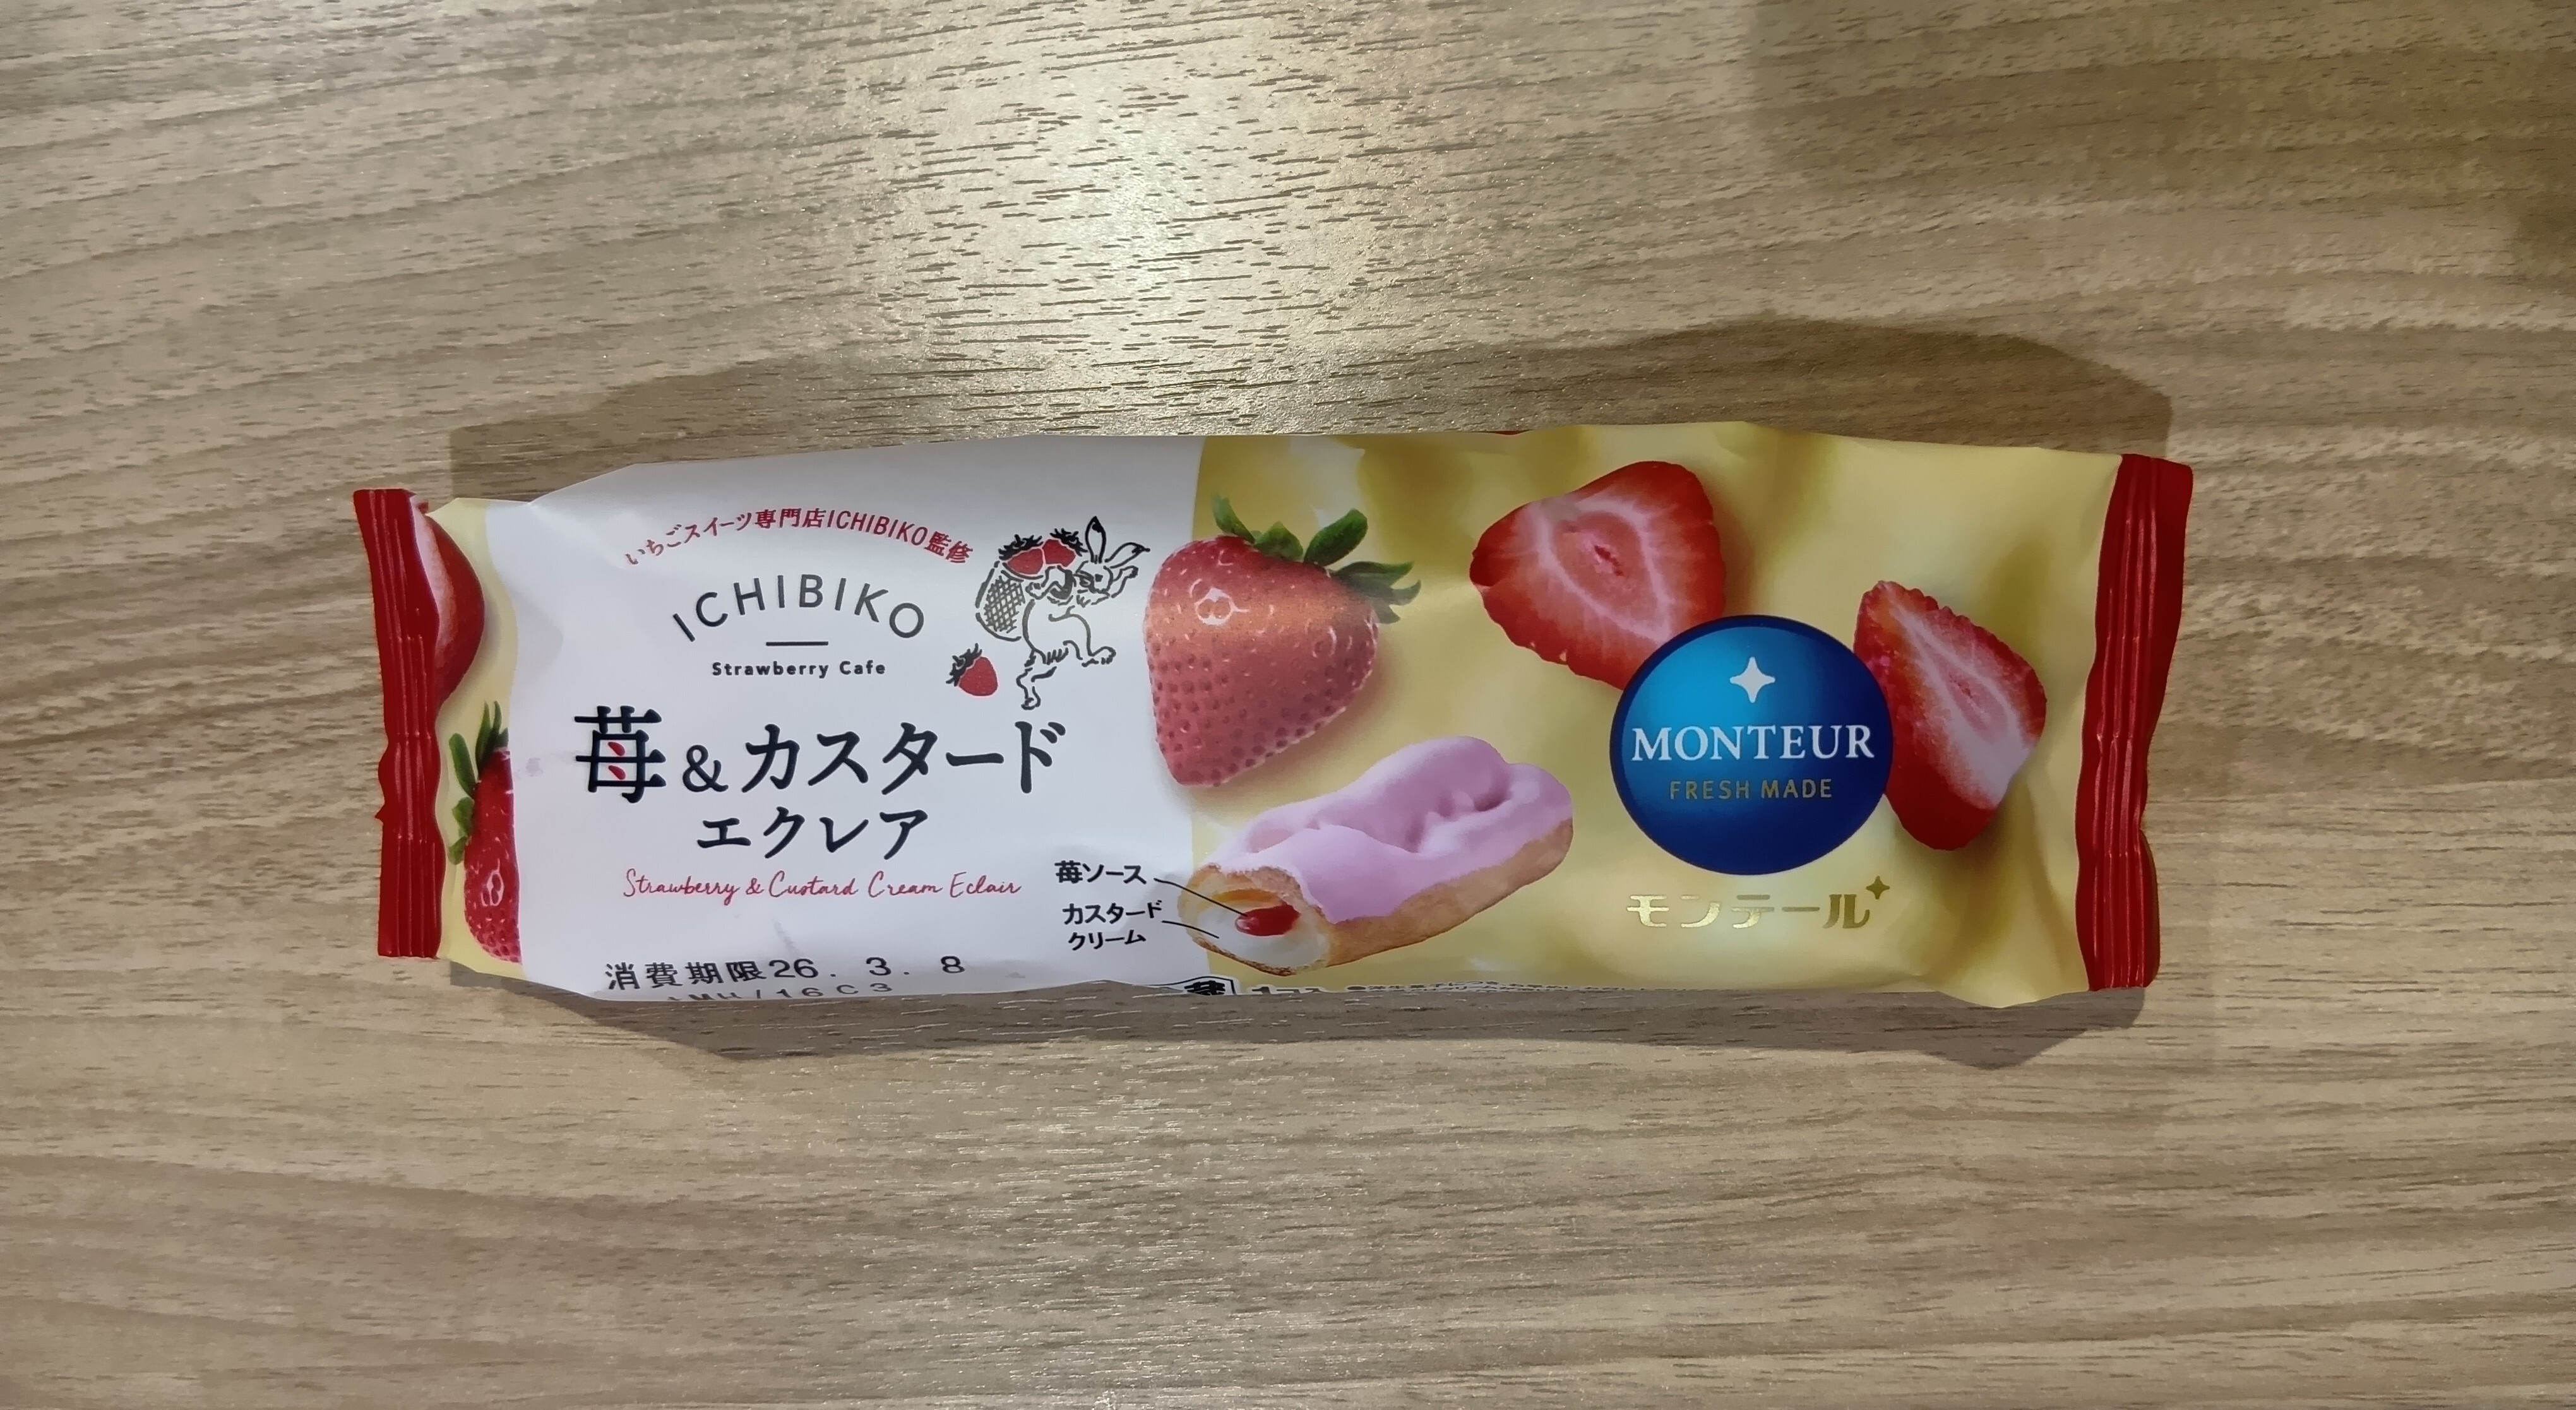 いちごスイーツ専門店ICHIBIKO監修
ICHIBIKO
Strawberry Cafe
苺&カスタード
エクレア
Strawberry & Custard Cream Eclair
苺ソース
カスタード
クリーム
消費期限26. 3. 8
MONTEUR
FRESH MADE
モンテール